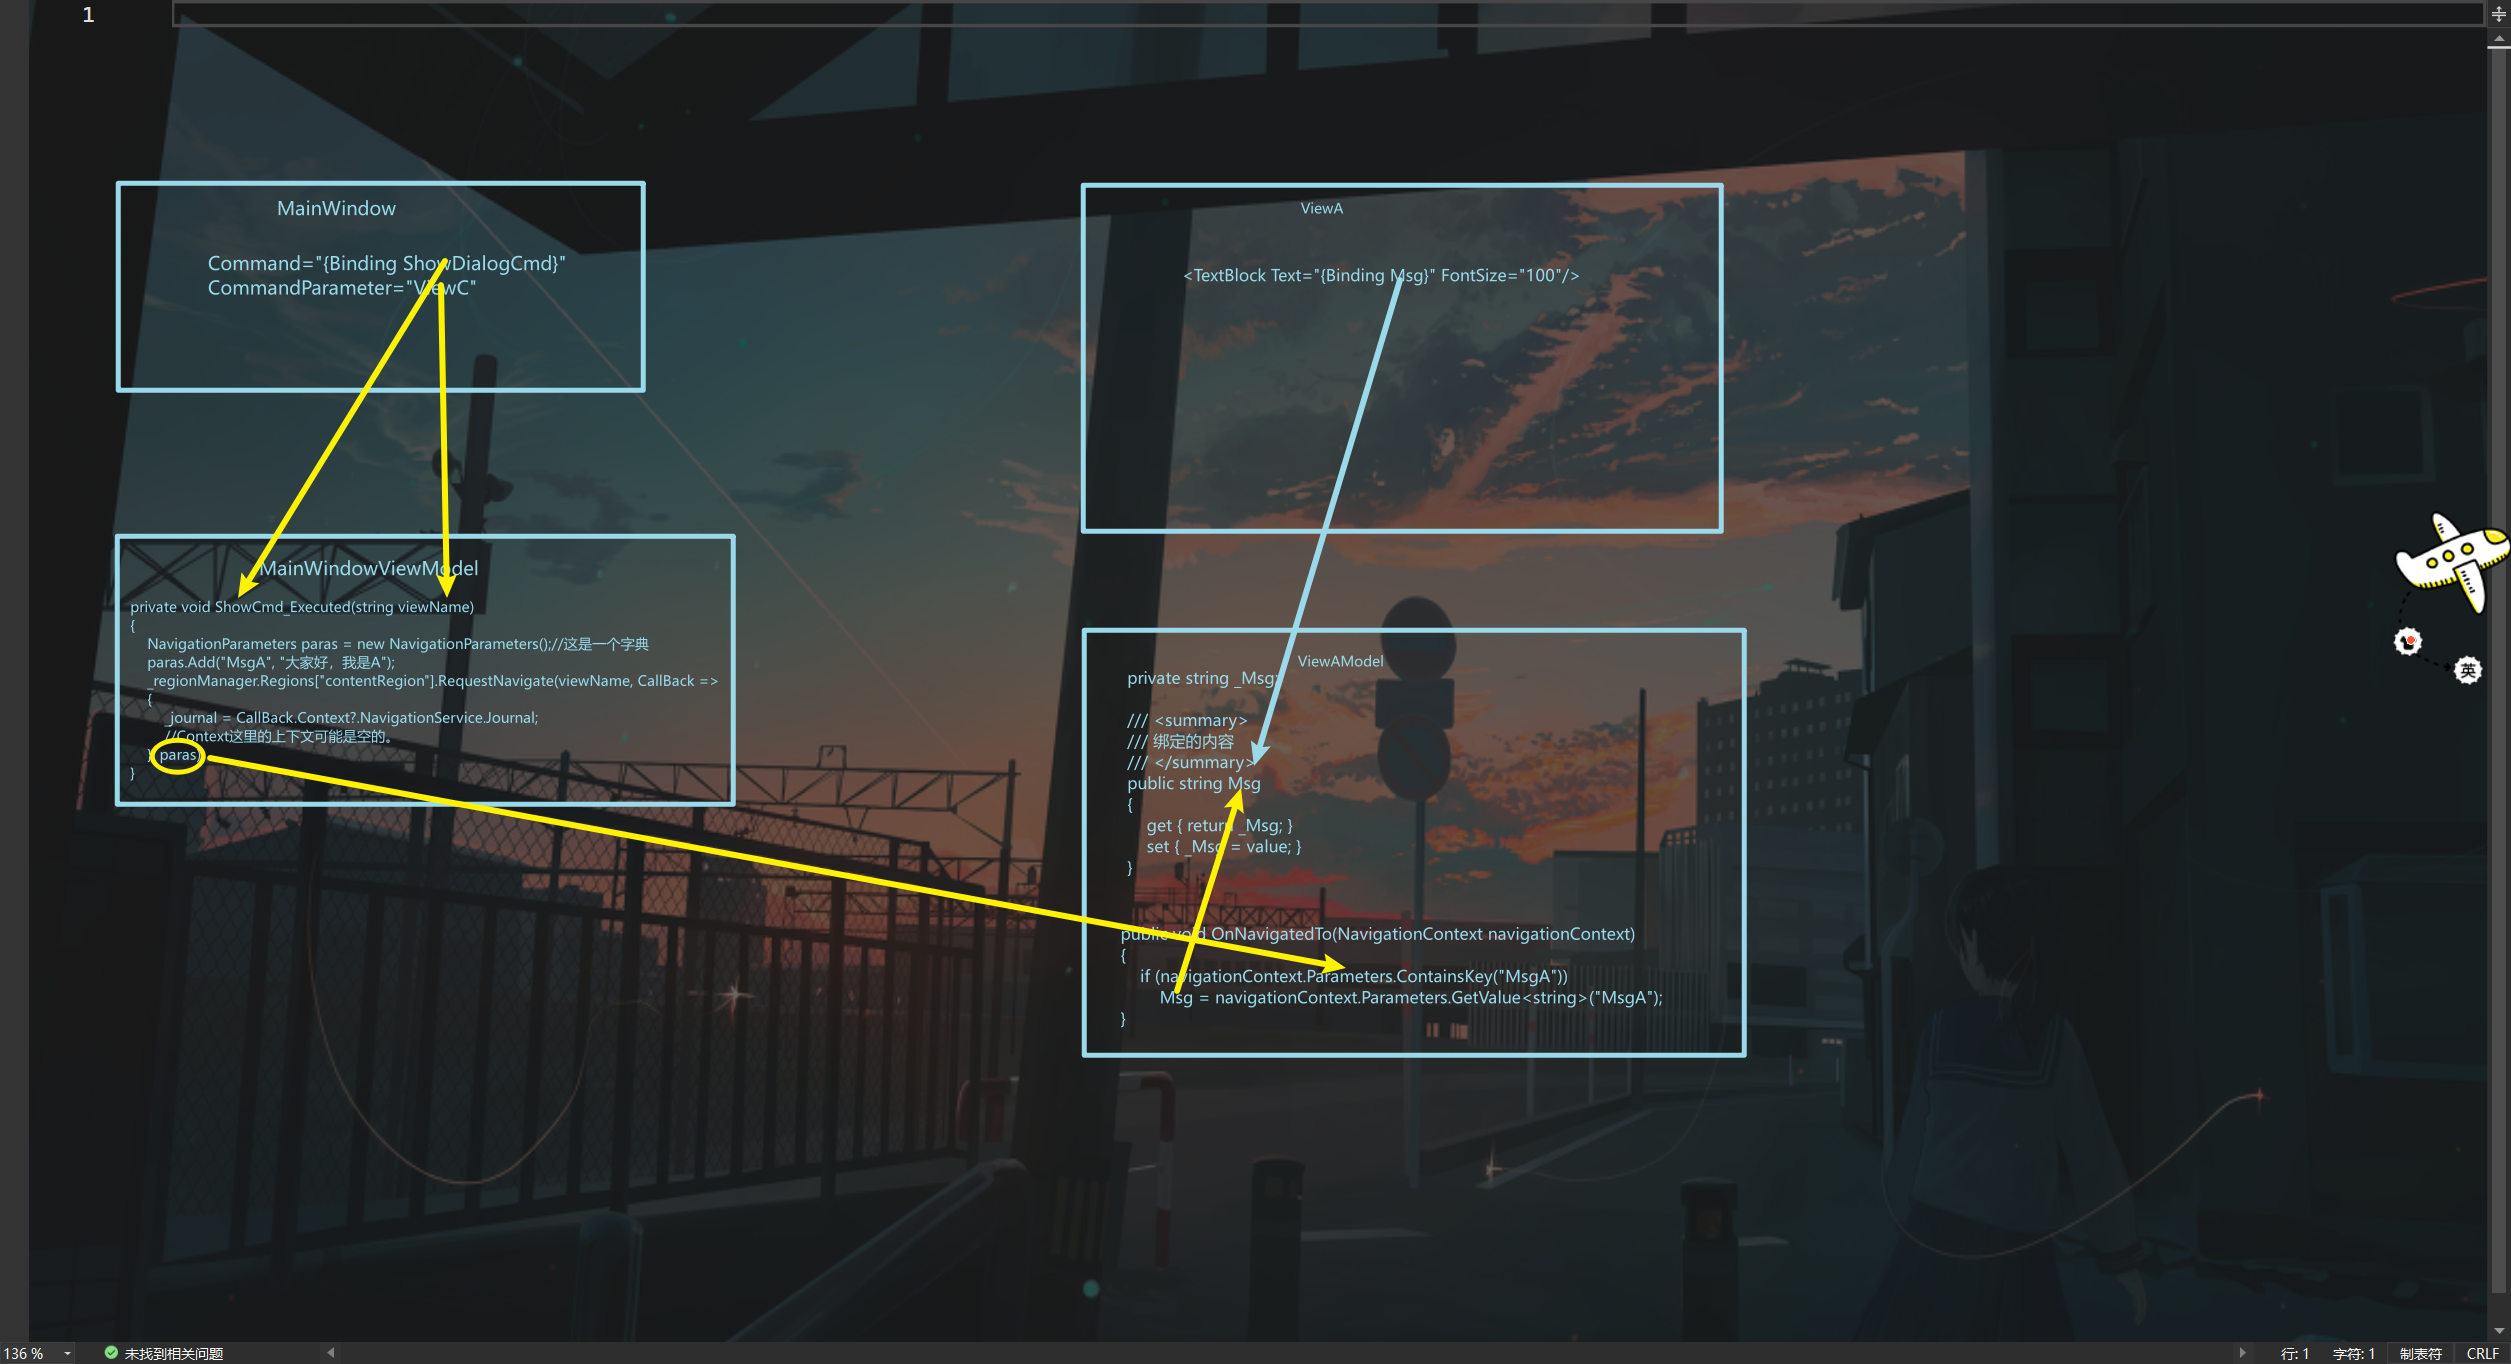 1
MainWindow
Command="{Binding ShowDialogCmd}"
CommandParameter="ViewC"
MainWindowViewModel
private void ShowCmd_Executed(string viewName)
{
NavigationParameters paras = new NavigationParameters();//这是一个字典
paras.Add("MsgA", "大家好，我是A");
_regionManager.Regions["contentRegion"].RequestNavigate(viewName, CallBack =>
{
_journal = CallBack.Context?.NavigationService.Journal;
//Context这里的上下文可能是空的。
} paras)
}
ViewA
<TextBlock Text="{Binding Msg}" FontSize="100"/>
ViewAModel
private string _Msg;
/// <summary>
/// 绑定的内容
/// </summary>
public string Msg
{
get { return _Msg; }
set { _Msg = value; }
}
public void OnNavigatedTo(NavigationContext navigationContext)
{
if (navigationContext.Parameters.ContainsKey("MsgA"))
Msg = navigationContext.Parameters.GetValue<string>("MsgA");
}
英
136 %
未找到相关问题
行: 1
字符: 1
制表符
CRLF